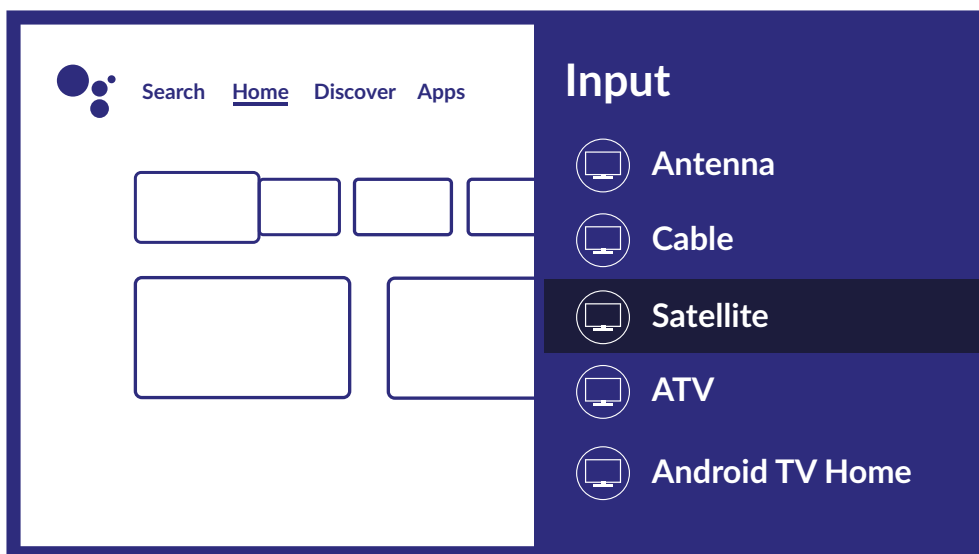 Search Home Discover Apps
Input
Antenna
Cable
Satellite
ATV
Android TV Home